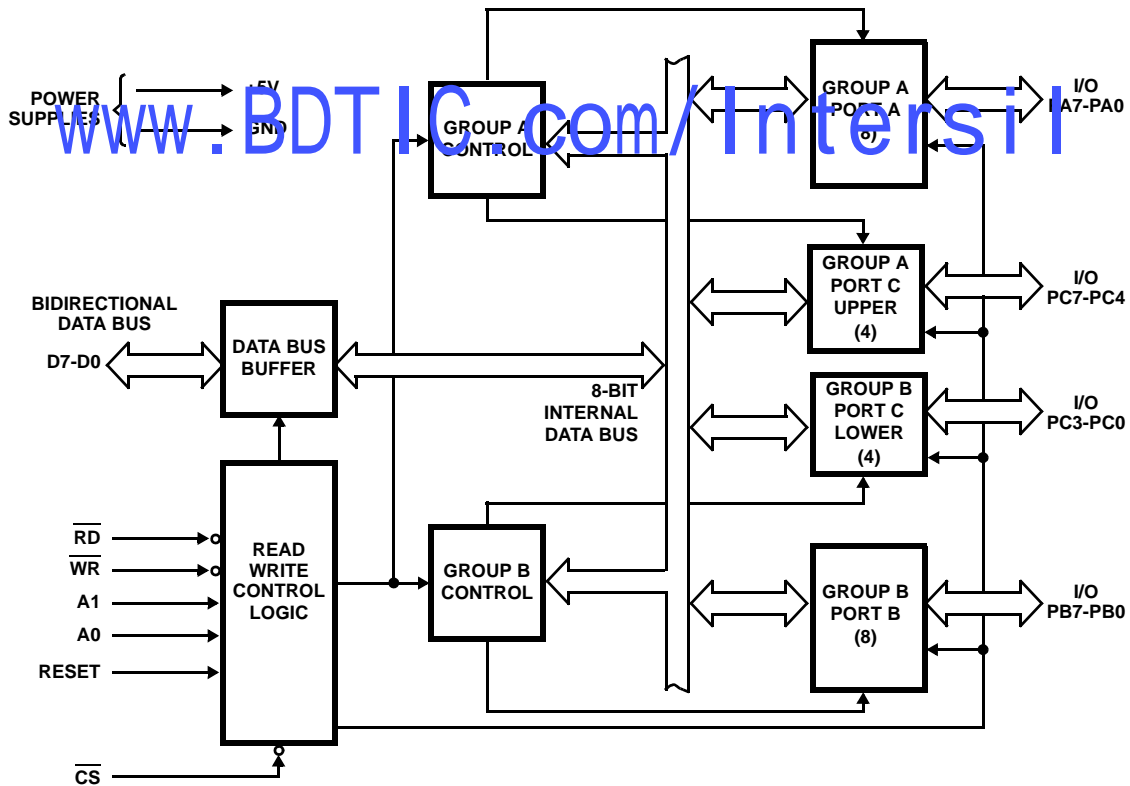 POWER
SUPPLIES
+5V
GND
www.BDTIC.com/Intersil
GROUP A
CONTROL
GROUP A
PORT A
(8)
I/O
PA7-PA0
GROUP A
PORT C
UPPER
(4)
I/O
PC7-PC4
BIDIRECTIONAL
DATA BUS
D7-D0
DATA BUS
BUFFER
8-BIT
INTERNAL
DATA BUS
GROUP B
PORT C
LOWER
(4)
I/O
PC3-PC0
RD
WR
A1
A0
RESET
CS
READ
WRITE
CONTROL
LOGIC
GROUP B
CONTROL
GROUP B
PORT B
(8)
I/O
PB7-PB0